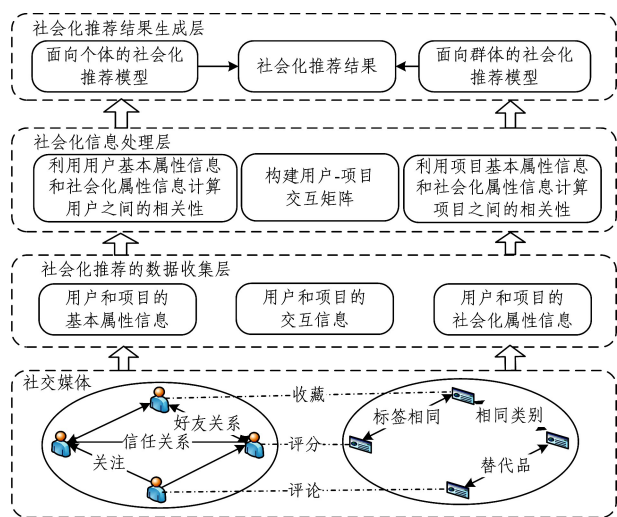 社会化推荐结果生成层
面向个体的社会化
推荐模型
社会化推荐结果
面向群体的社会化
推荐模型
社会化信息处理层
利用用户基本属性信息
和社会化属性信息计算
用户之间的相关性
构建用户-项目
交互矩阵
利用项目基本属性信息
和社会化属性信息计算
项目之间的相关性
社会化推荐的数据收集层
用户和项目的
基本属性信息
用户和项目的
交互信息
用户和项目的
社会化属性信息
社交媒体
收藏
好友关系
标签相同
相同类别
信任关系
评分
关注
替代品
评论